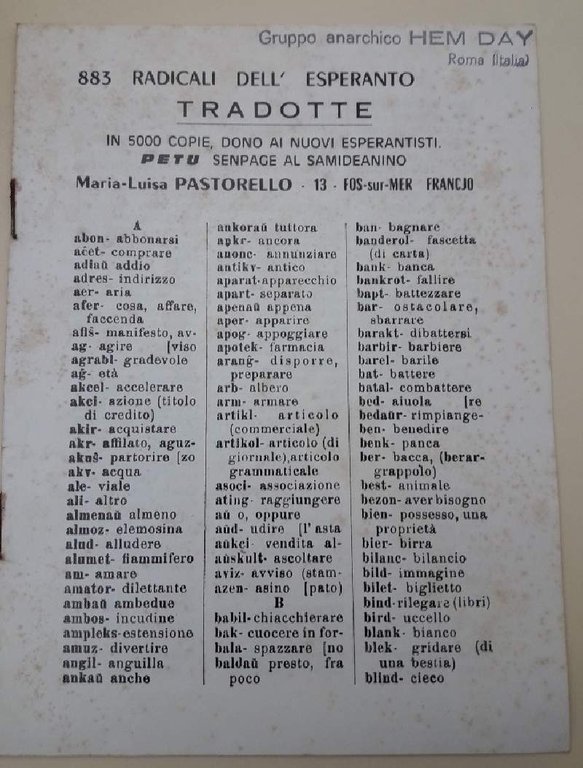 Gruppo anarchico HEM DAY
Roma (Italia)
883 RADICALI DELL' ESPERANTO
TRADOTTE
IN 5000 COPIE, DONO AI NUOVI ESPERANTISTI.
PETU SENPAGE AL SAMIDEANINO
Maria-Luisa PASTORELLO - 13 - FOS-sur-MER FRANCJO
A
abon- abbonarsi
aĉet- comprare
adiaŭ addio
adres- indirizzo
aer- aria
afer- cosa, affare,
faccenda
afiŝ- manifesto, av-
ag- agire [viso
agrabl- gradevole
aĝ- età
akcel- accelerare
akci- azione (titolo
di credito)
akir- acquistare
akr- affilato, aguz-
akuŝ- partorire [zo
akv- acqua
ale- viale
ali- altro
almenaŭ almeno
almoz- elemosina
alud- alludere
alumet- fiammifero
am- amare
amator- dilettante
ambaŭ ambedue
ambos- incudine
ampleks-estensione
amuz- divertire
angil- anguilla
ankaŭ anche
ankoraŭ tuttora
apkr- ancora
anonc- annunziare
antikv- antico
aparat-apparecchio
apart- separato
apenaŭ appena
aper- apparire
apog- appoggiare
apotek- farmacia
aranĝ- disporre,
preparare
arb- albero
arm- armare
artikl- articolo
(commerciale)
artikol- articolo (di
giornale),articolo
grammaticale
asoci- associazione
ating- raggiungere
aŭ o, oppure
aŭd- udire [l'asta
aŭkci- vendita al-
aŭskult- ascoltare
aviz- avviso (stam-
azen- asino [pato)
B
babil-chiacchierare
bak- cuocere in for-
bala- spazzare [no
baldaŭ presto, fra
poco
ban- bagnare
banderol- fascetta
(di carta)
bank- banca
bankrot- fallire
bapt- battezzare
bar- ostacolare,
sbarrare
barakt- dibattersi
barbir- barbiere
barel- barile
bat- battere
batal- combattere
bed- aiuola [re
bedaŭr- rimpiange-
ben- benedire
benk- panca
ber- bacca, (berar-
grappolo)
best- animale
bezon- aver bisogno
bien- possesso, una
proprietà
bier- birra
bilanc- bilancio
bild- immagine
bilet- biglietto
bind-rilegare (libri)
bird- uccello
blank- bianco
blek- gridare (di
una bestia)
blind- cieco